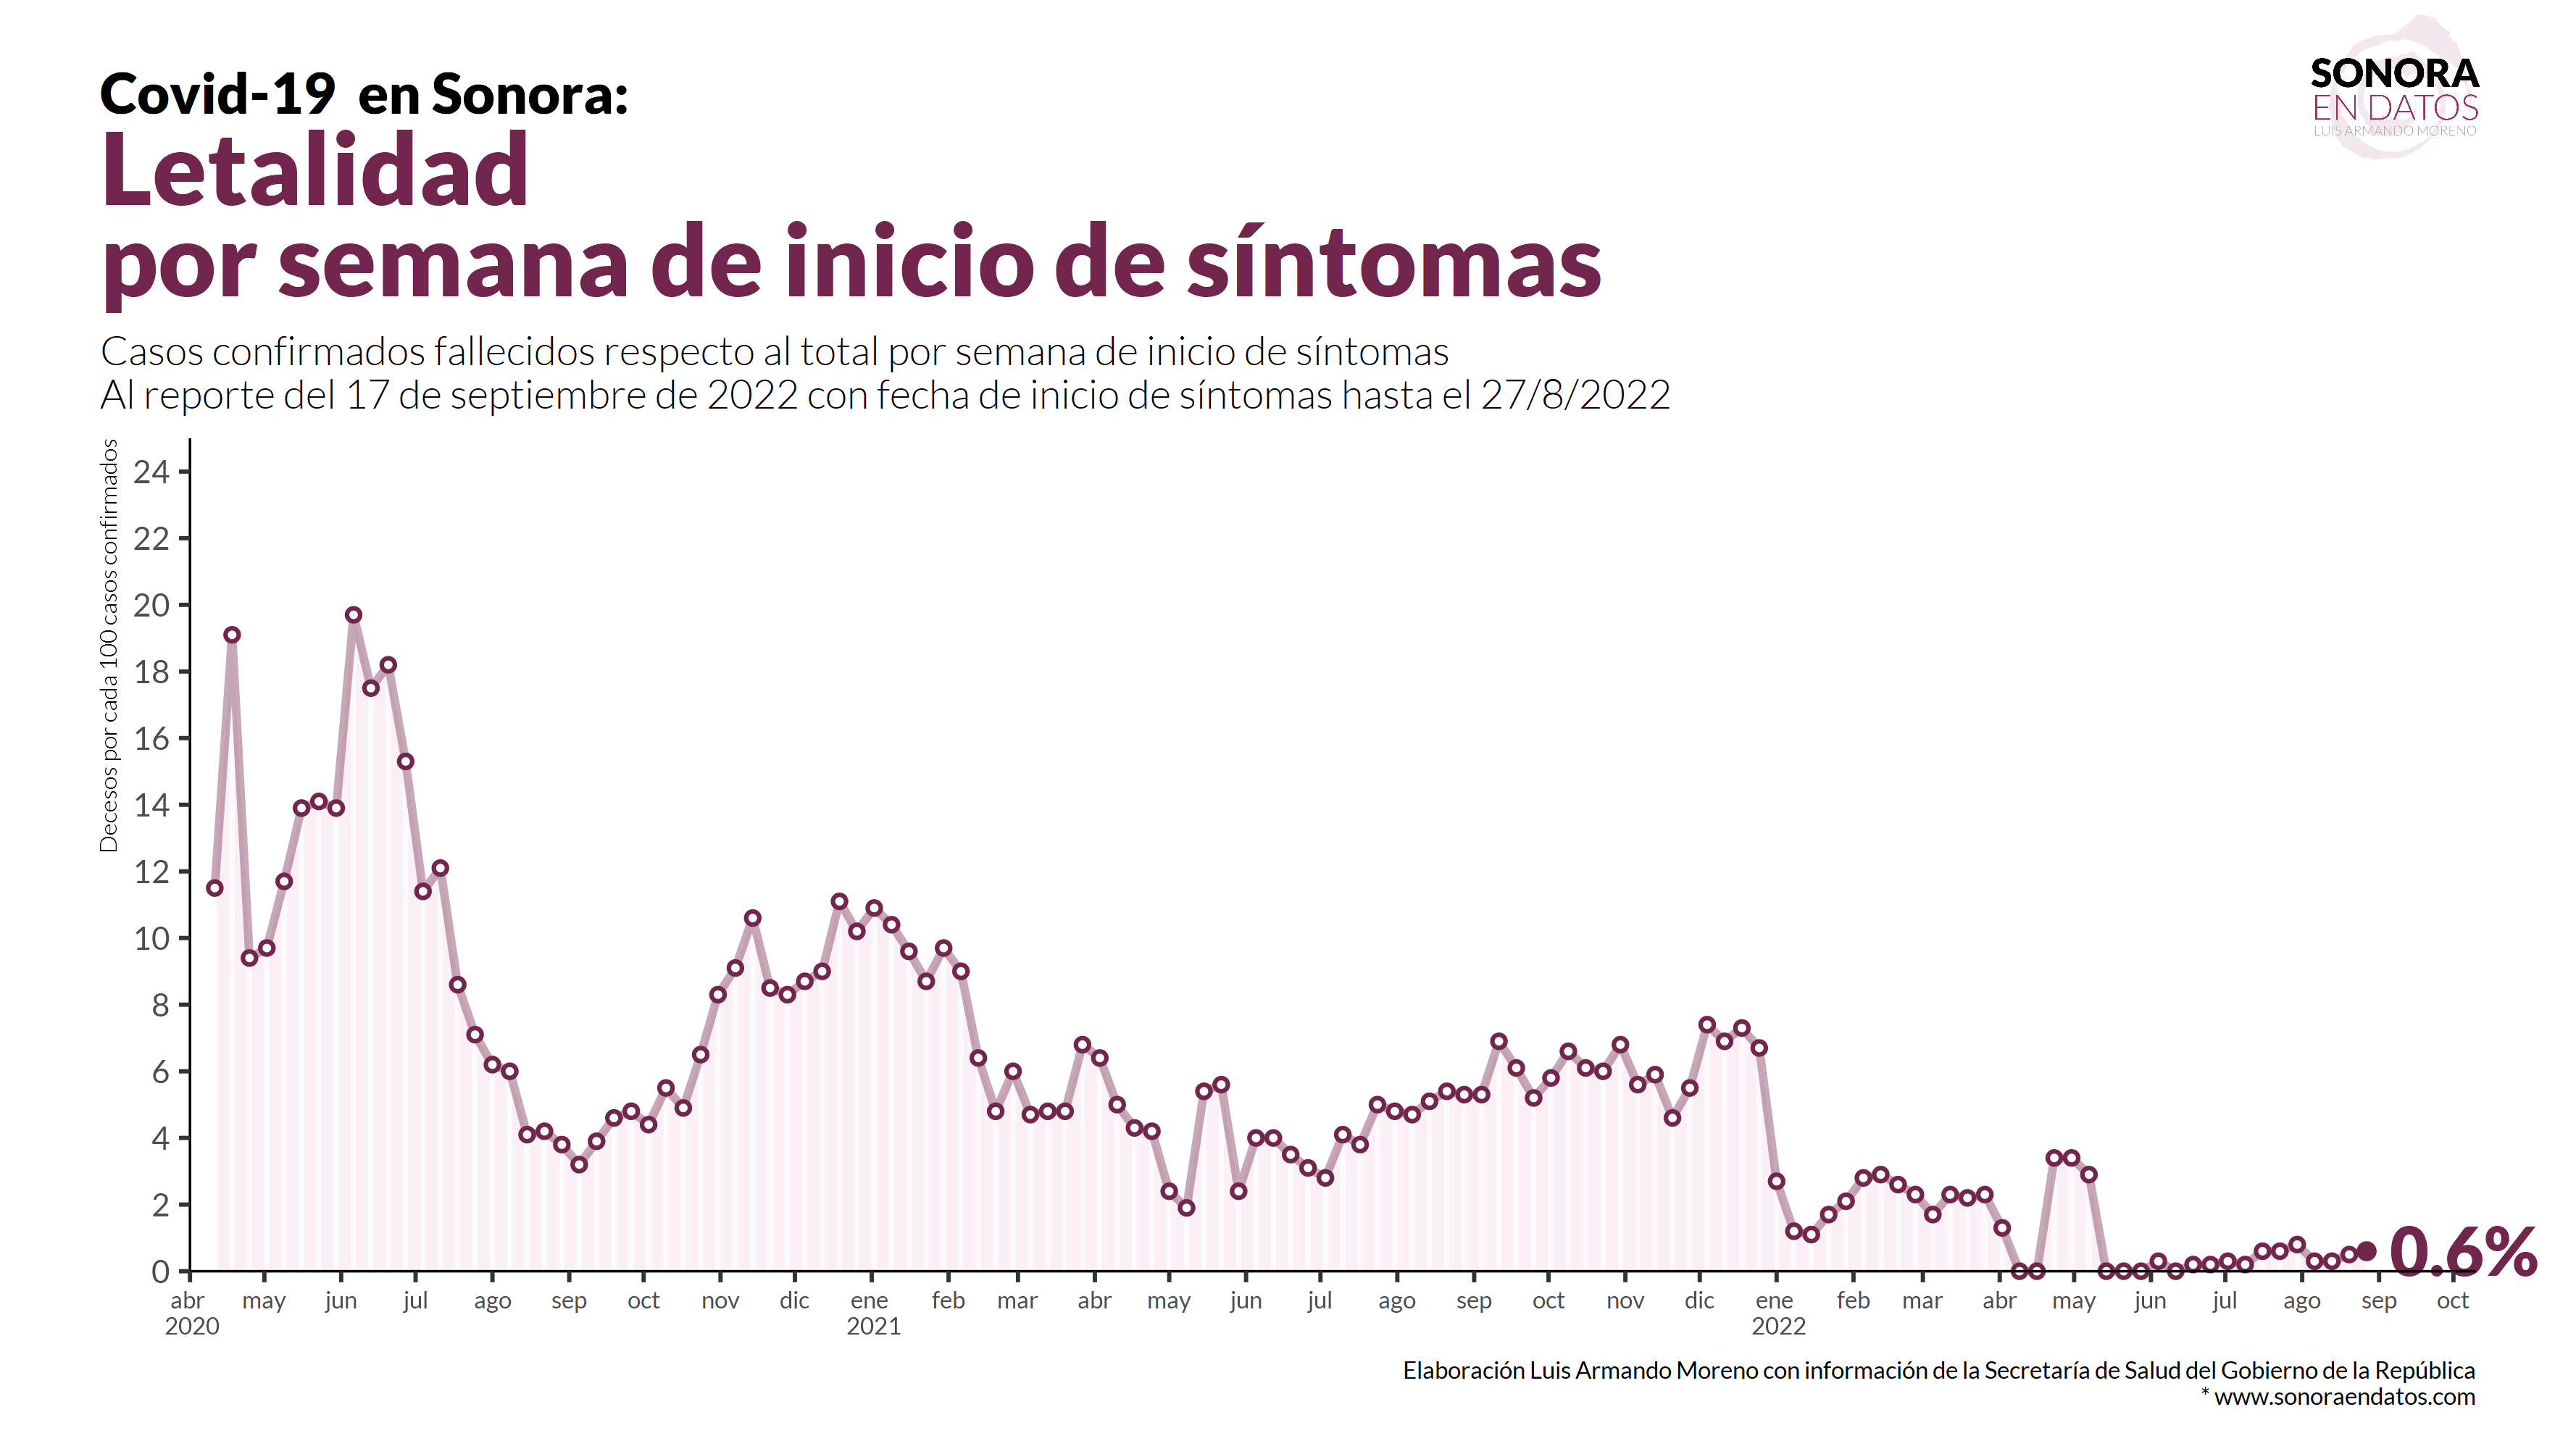 Covid-19 en Sonora:
Letalidad
por semana de inicio de síntomas
Casos confirmados fallecidos respecto al total por semana de inicio de síntomas
Al reporte del 17 de septiembre de 2022 con fecha de inicio de síntomas hasta el 27/8/2022
SONORA
EN DATOS
LUIS ARMANDO MORENO
Decesos por cada 100 casos confirmados
24
22
20
18
16
14
12
10
8
6
4
2
0
0.6%
abr may jun jul ago sep oct nov dic ene feb mar abr may jun jul ago sep oct nov dic ene feb mar abr may jun jul ago sep oct
2020 2021 2022
Elaboración Luis Armando Moreno con información de la Secretaría de Salud del Gobierno de la República
* www.sonoraendatos.com